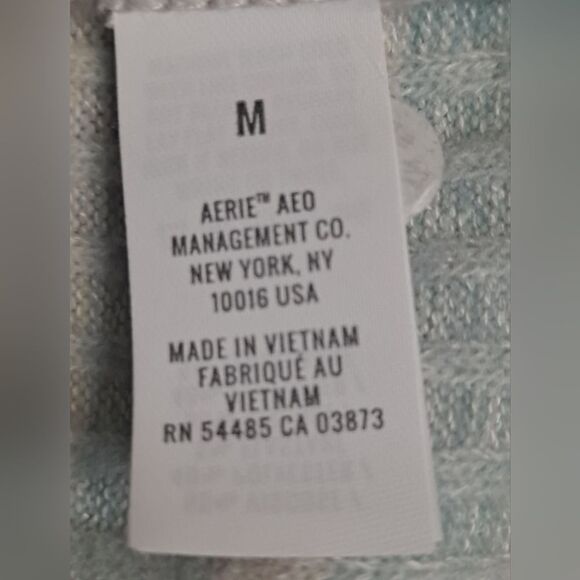 M
AERIE™ AEO
MANAGEMENT CO.
NEW YORK, NY
10016 USA
MADE IN VIETNAM
FABRIQUÉ AU
VIETNAM
RN 54485 CA 03873